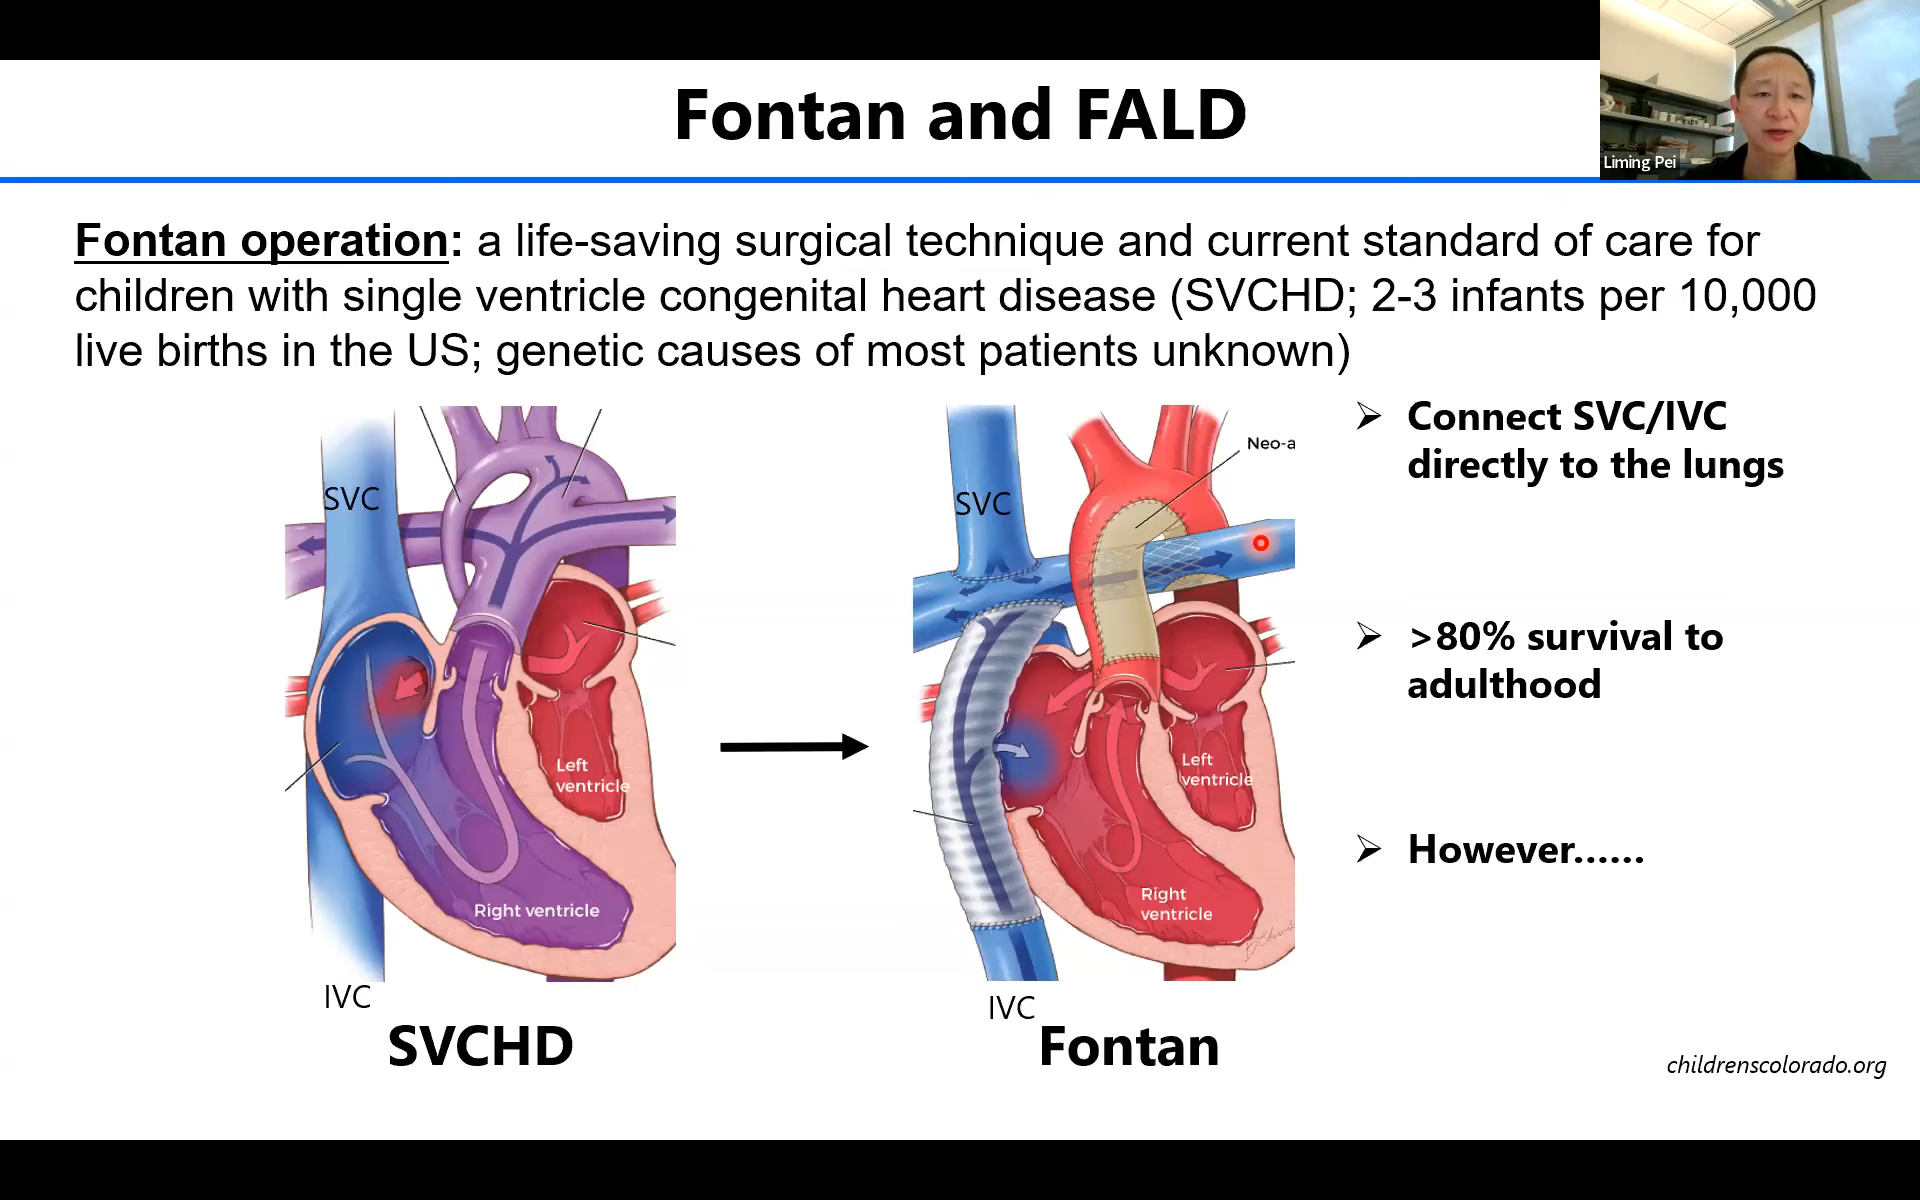 Fontan and FALD
Liming Pei
Fontan operation: a life-saving surgical technique and current standard of care for
children with single ventricle congenital heart disease (SVCHD; 2-3 infants per 10,000
live births in the US; genetic causes of most patients unknown)
SVC
Left
ventricle
Right ventricle
IVC
SVCHD
Neo-a
SVC
Left
ventricle
Right
ventricle
IVC
Fontan
➢ Connect SVC/IVC
directly to the lungs
➢ >80% survival to
adulthood
➢ However......
childrenscolorado.org